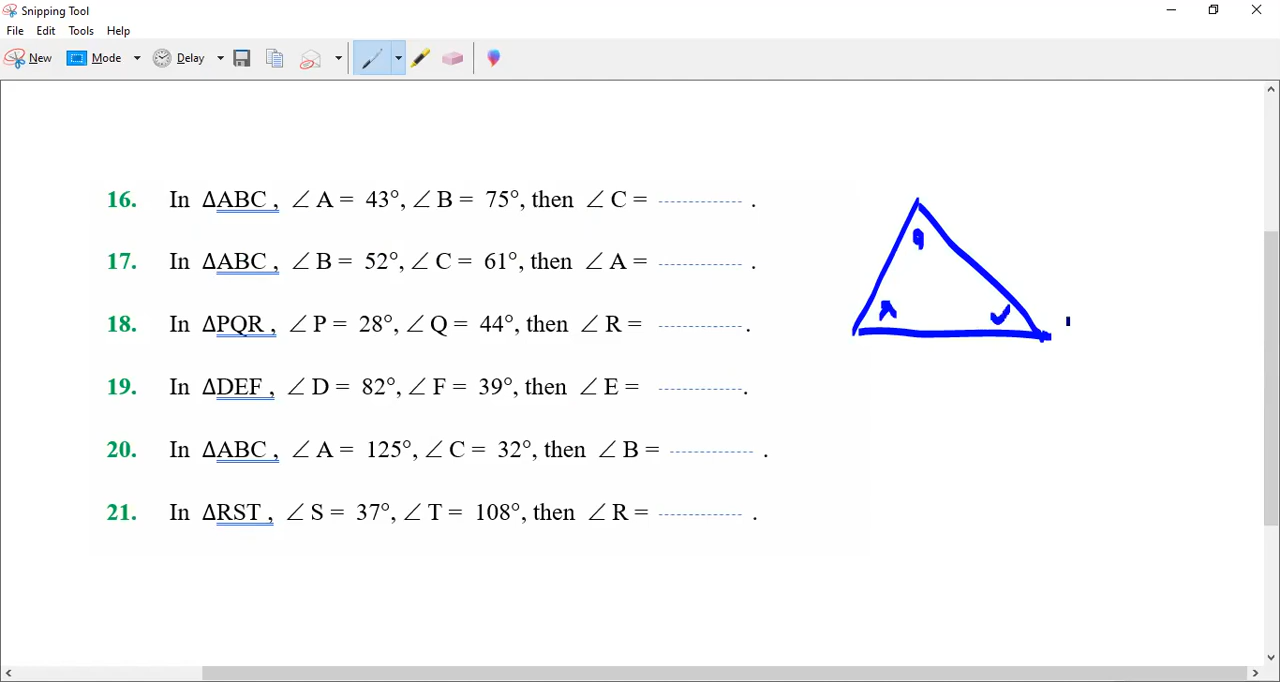 Snipping Tool
File Edit Tools Help
New Mode Delay
16. In ΔABC , ∠ A = 43°, ∠ B = 75°, then ∠ C = ------------ .
17. In ΔABC , ∠ B = 52°, ∠ C = 61°, then ∠ A = ------------ .
18. In ΔPQR , ∠ P = 28°, ∠ Q = 44°, then ∠ R = ------------ .
19. In ΔDEF , ∠ D = 82°, ∠ F = 39°, then ∠ E = ------------ .
20. In ΔABC , ∠ A = 125°, ∠ C = 32°, then ∠ B = ------------ .
21. In ΔRST , ∠ S = 37°, ∠ T = 108°, then ∠ R = ------------ .